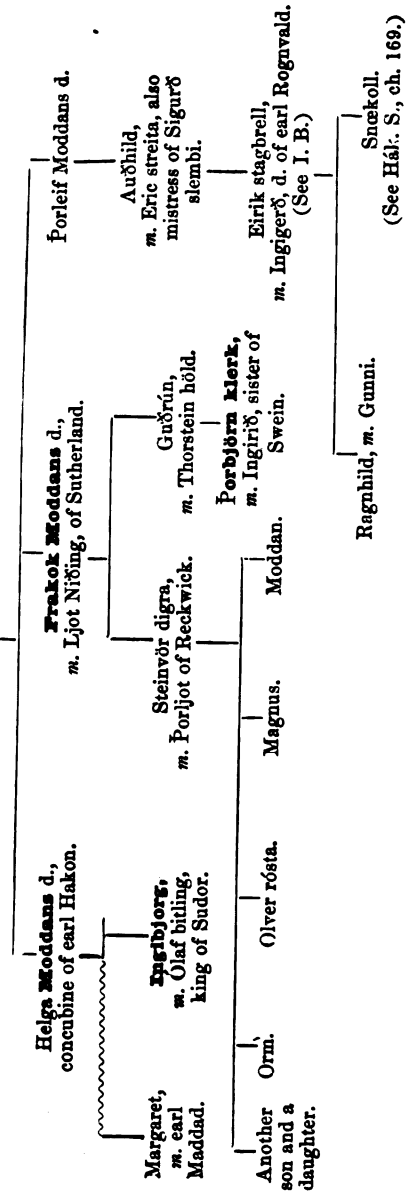 Helga Moddans d.,
concubine of earl Hakon.
Frakok Moddans d.,
m. Ljot Niðing, of Sutherland.
Þorleif Moddans d.
Margaret,
m. earl
Maddad.
Ingibjorg,
m. Ólaf bitling,
king of Sudor.
Steinvör digra,
m. Þorljot of Reckwick.
Guðrún,
m. Thorstein höld.
Auðhild,
m. Eric streita, also
mistress of Sigurð
slembi.
Þorbjörn klerk,
m. Ingirið, sister of
Swein.
Eirik stagbrell,
m. Ingigerð, d. of earl Rognvald.
(See I. B.)
Another
son and a
daughter.
Orm.
Olver rósta.
Magnus.
Moddan.
Ragnhild, m. Gunni.
Snœkoll.
(See Hák. S., ch. 169.)